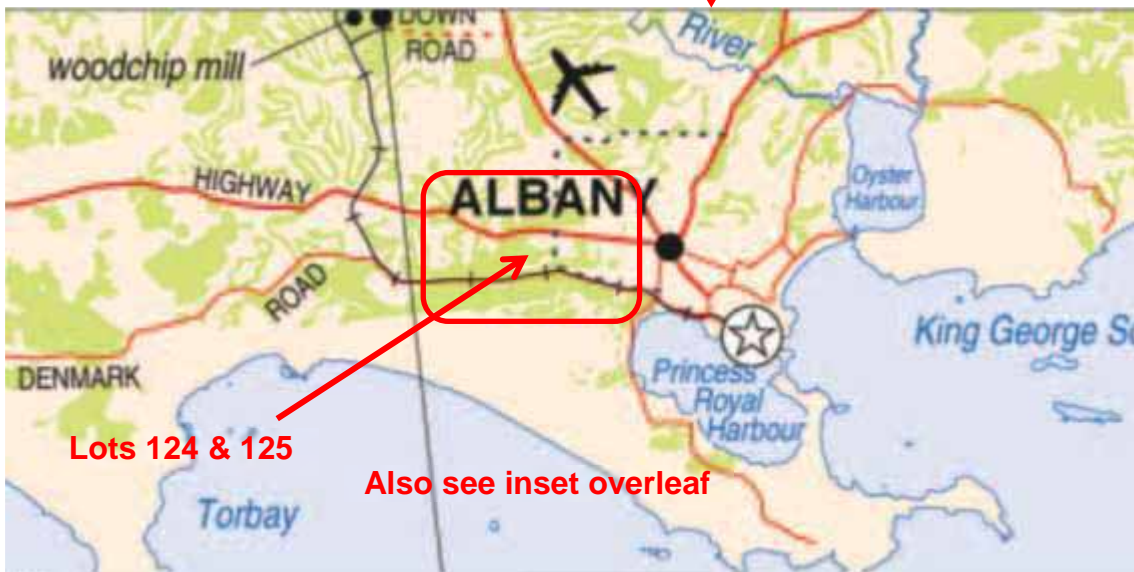 DOWN
ROAD
woodchip mill
River
HIGHWAY
ALBANY
Oyster
Harbour
ROAD
King George
DENMARK
Princess
Royal
Harbour
Lots 124 & 125
Also see inset overleaf
Torbay